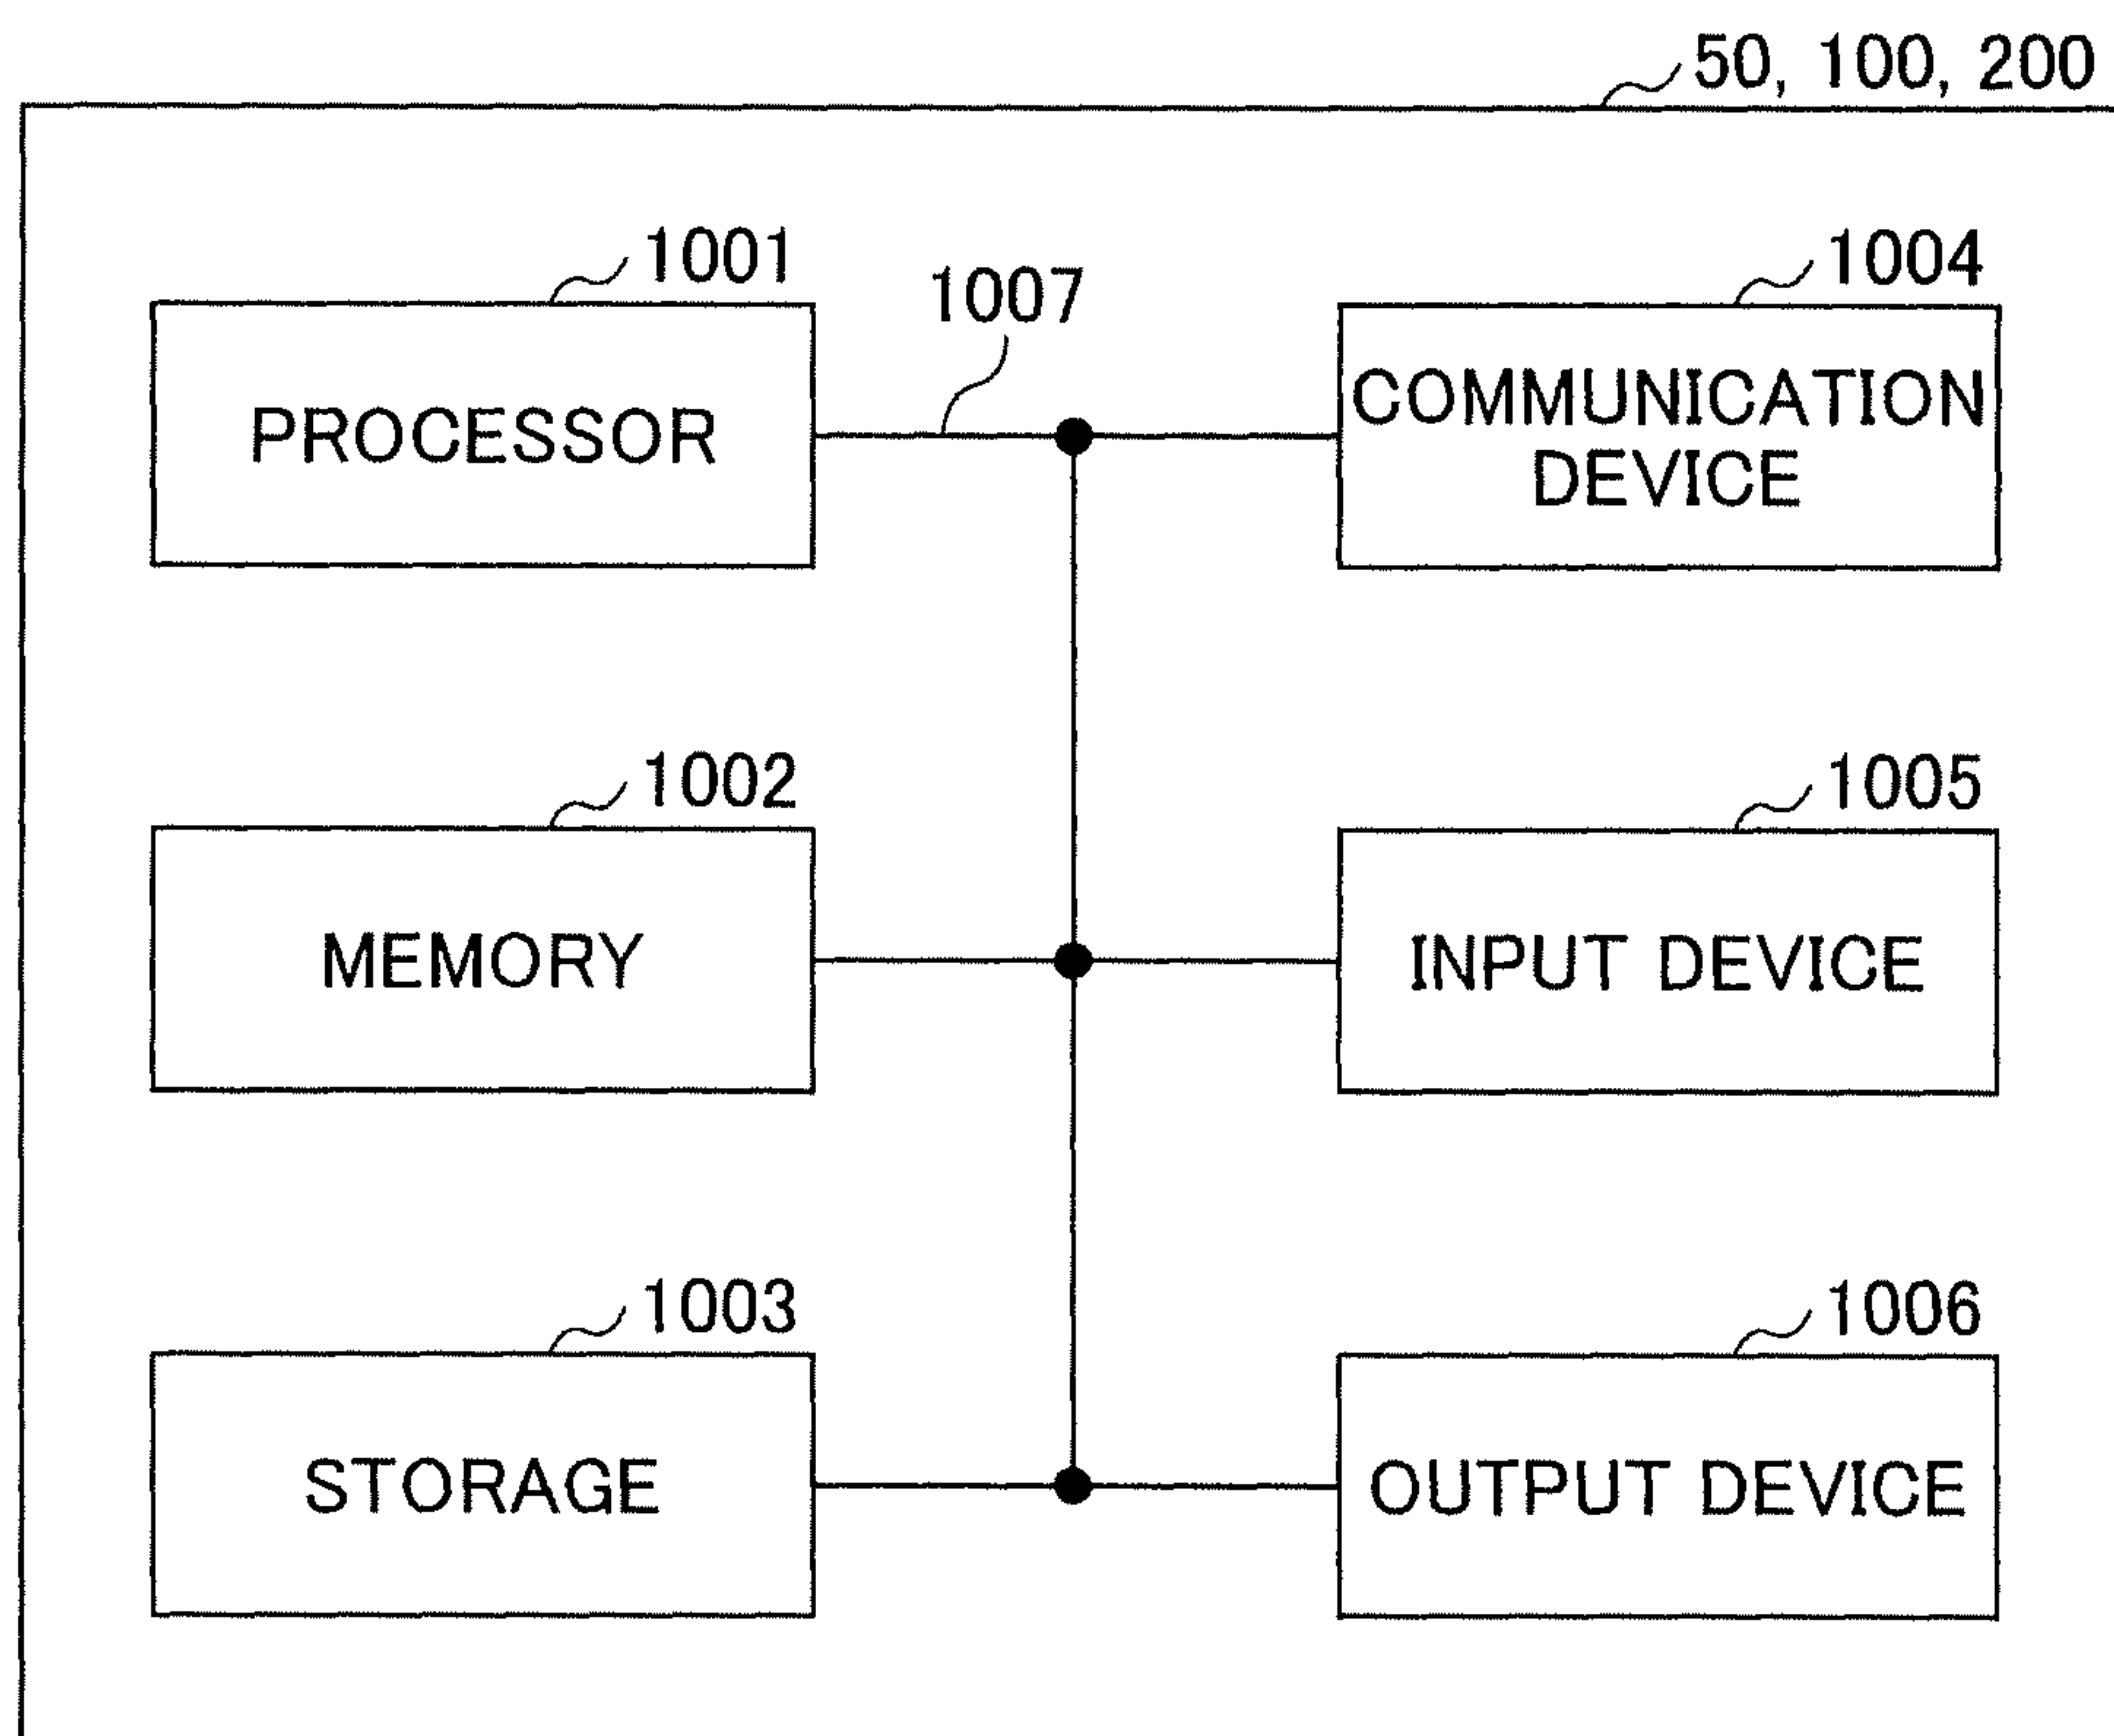 50, 100, 200
1001
1007
1004
PROCESSOR
COMMUNICATION
DEVICE
1002
1005
MEMORY
INPUT DEVICE
1003
1006
STORAGE
OUTPUT DEVICE